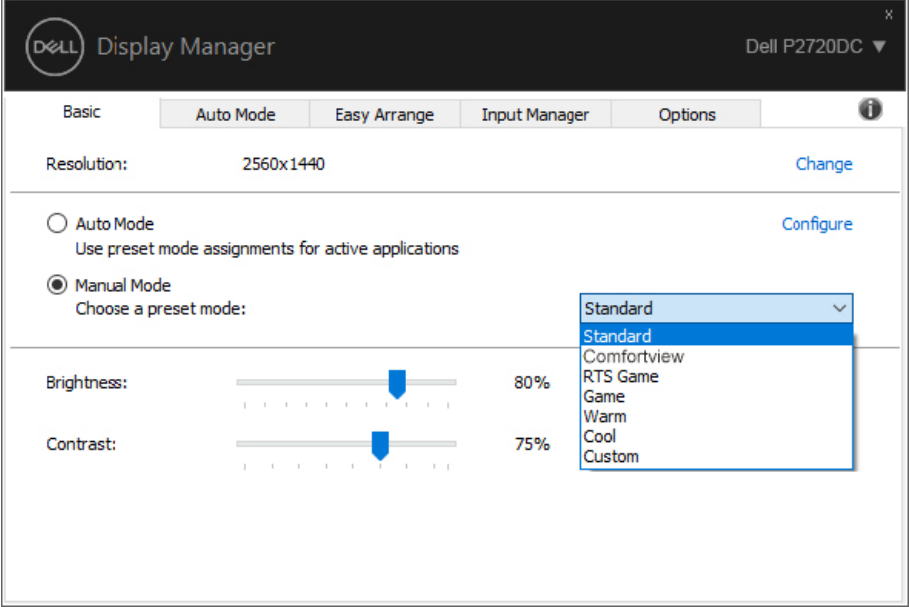 x
DELL Display Manager
Dell P2720DC ▼
Basic Auto Mode Easy Arrange Input Manager Options
Resolution: 2560x1440 Change
Auto Mode Configure
Use preset mode assignments for active applications
Manual Mode
Choose a preset mode: Standard
Standard
Comfortview
RTS Game
Game
Warm
Cool
Custom
Brightness: 80%
Contrast: 75%